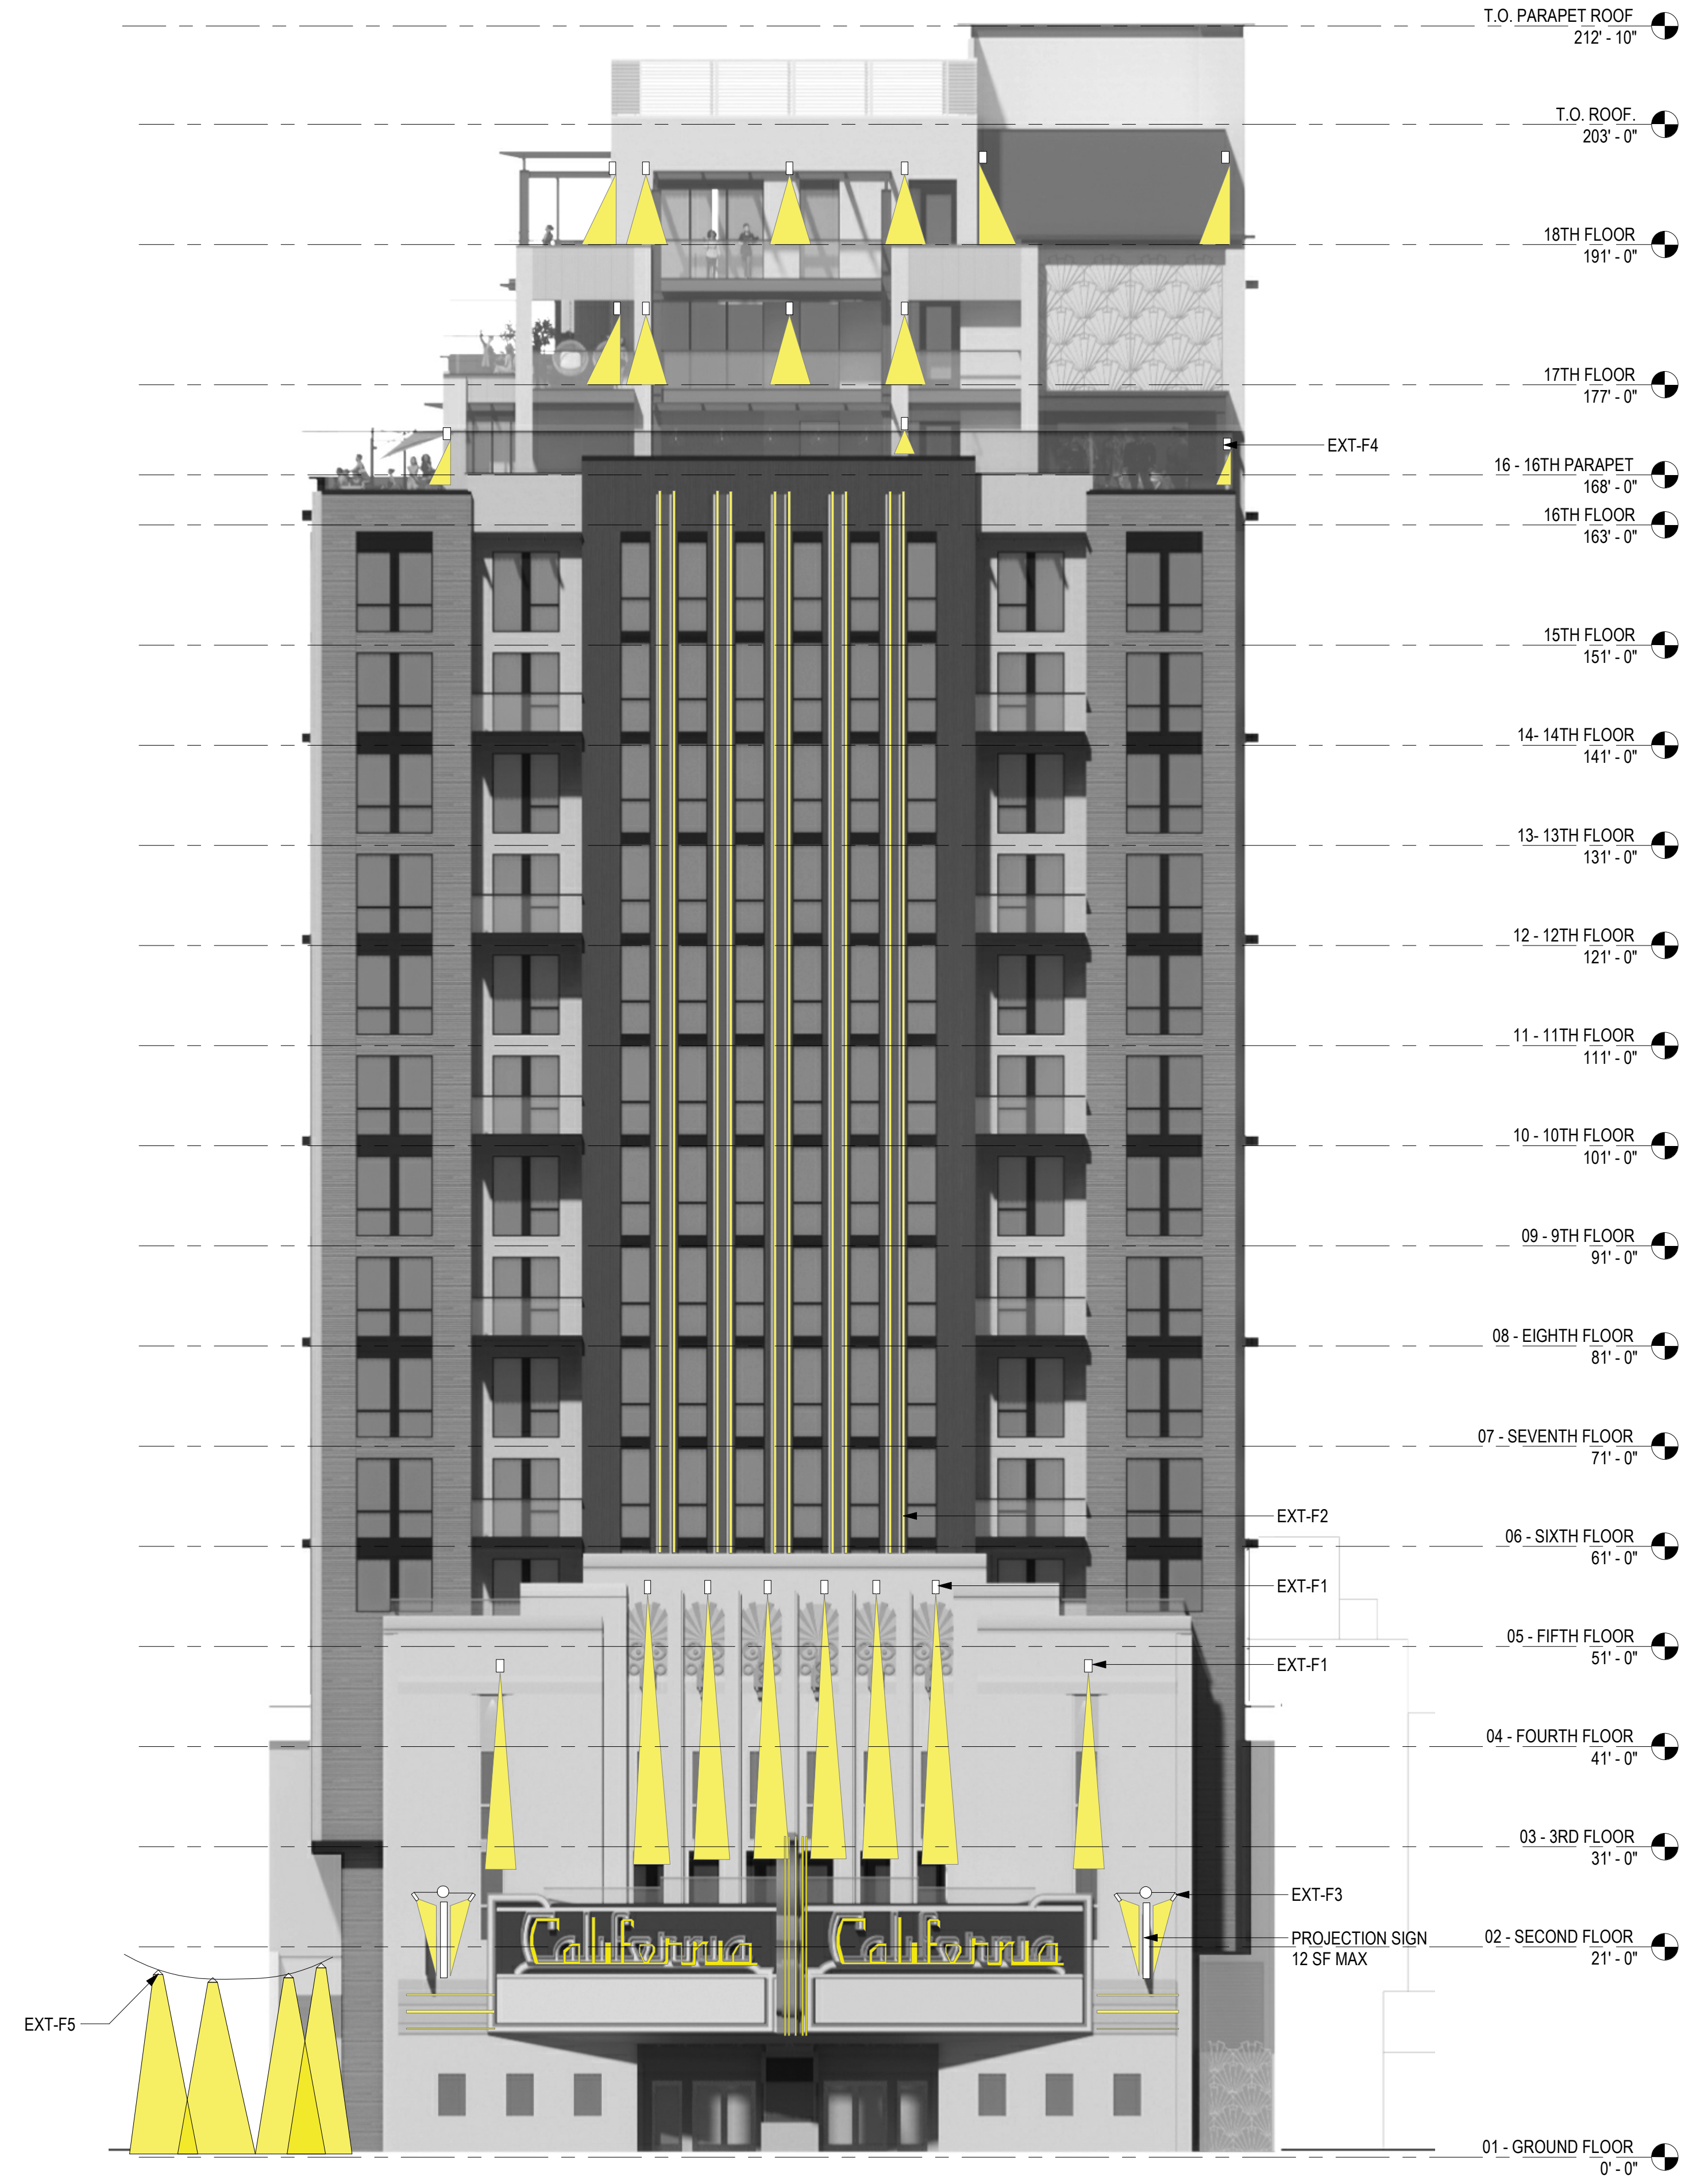 T.O. PARAPET ROOF
212' - 10"
T.O. ROOF.
203' - 0"
18TH FLOOR
191' - 0"
17TH FLOOR
177' - 0"
EXT-F4
16 - 16TH PARAPET
168' - 0"
16TH FLOOR
163' - 0"
15TH FLOOR
151' - 0"
14- 14TH FLOOR
141' - 0"
13- 13TH FLOOR
131' - 0"
12 - 12TH FLOOR
121' - 0"
11 - 11TH FLOOR
111' - 0"
10 - 10TH FLOOR
101' - 0"
09 - 9TH FLOOR
91' - 0"
08 - EIGHTH FLOOR
81' - 0"
07 - SEVENTH FLOOR
71' - 0"
EXT-F2
06 - SIXTH FLOOR
61' - 0"
EXT-F1
05 - FIFTH FLOOR
51' - 0"
EXT-F1
04 - FOURTH FLOOR
41' - 0"
03 - 3RD FLOOR
31' - 0"
EXT-F3
California California
PROJECTION SIGN
12 SF MAX
02 - SECOND FLOOR
21' - 0"
EXT-F5
01 - GROUND FLOOR
0' - 0"